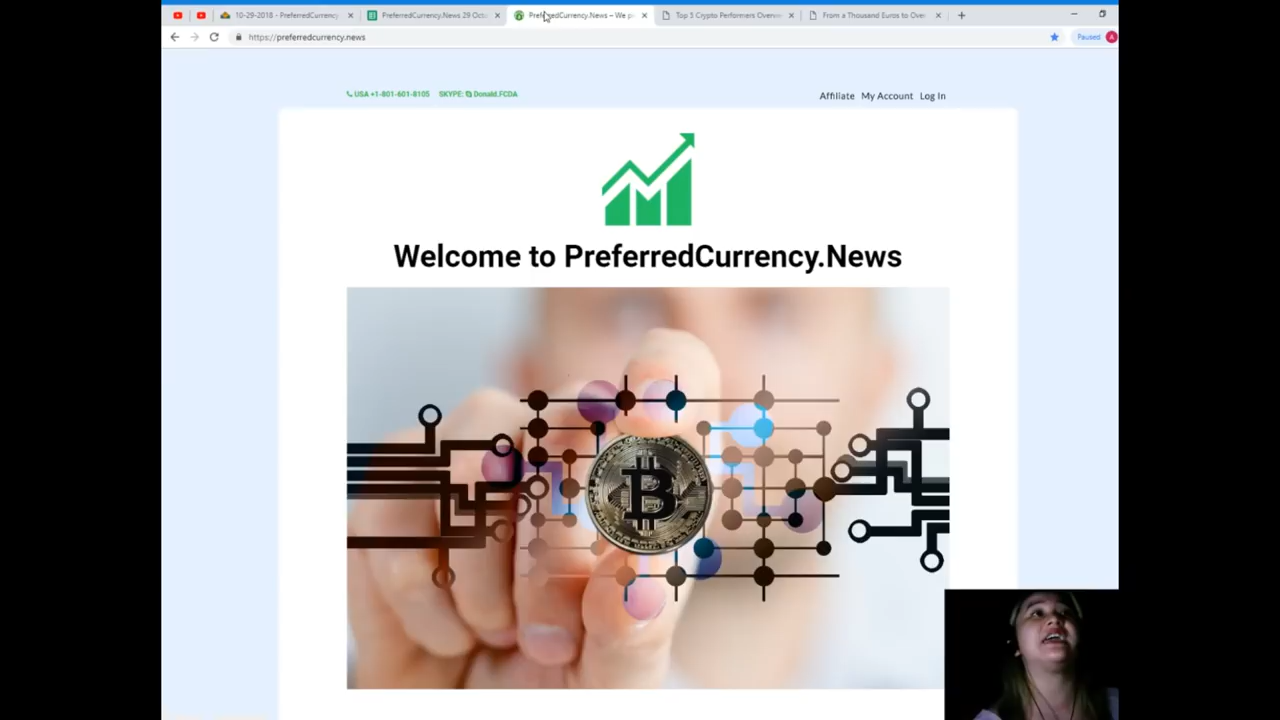 10-29-2018 - PreferredCurrency
PreferredCurrency.News 29 Octo
PreferredCurrency.News – We p
Top 5 Crypto Performers Overvi
From a Thousand Euros to Over
https://preferredcurrency.news
Paused
A
USA +1-801-601-8105 SKYPE: Donald.FCDA
Affiliate My Account Log In
Welcome to PreferredCurrency.News
B